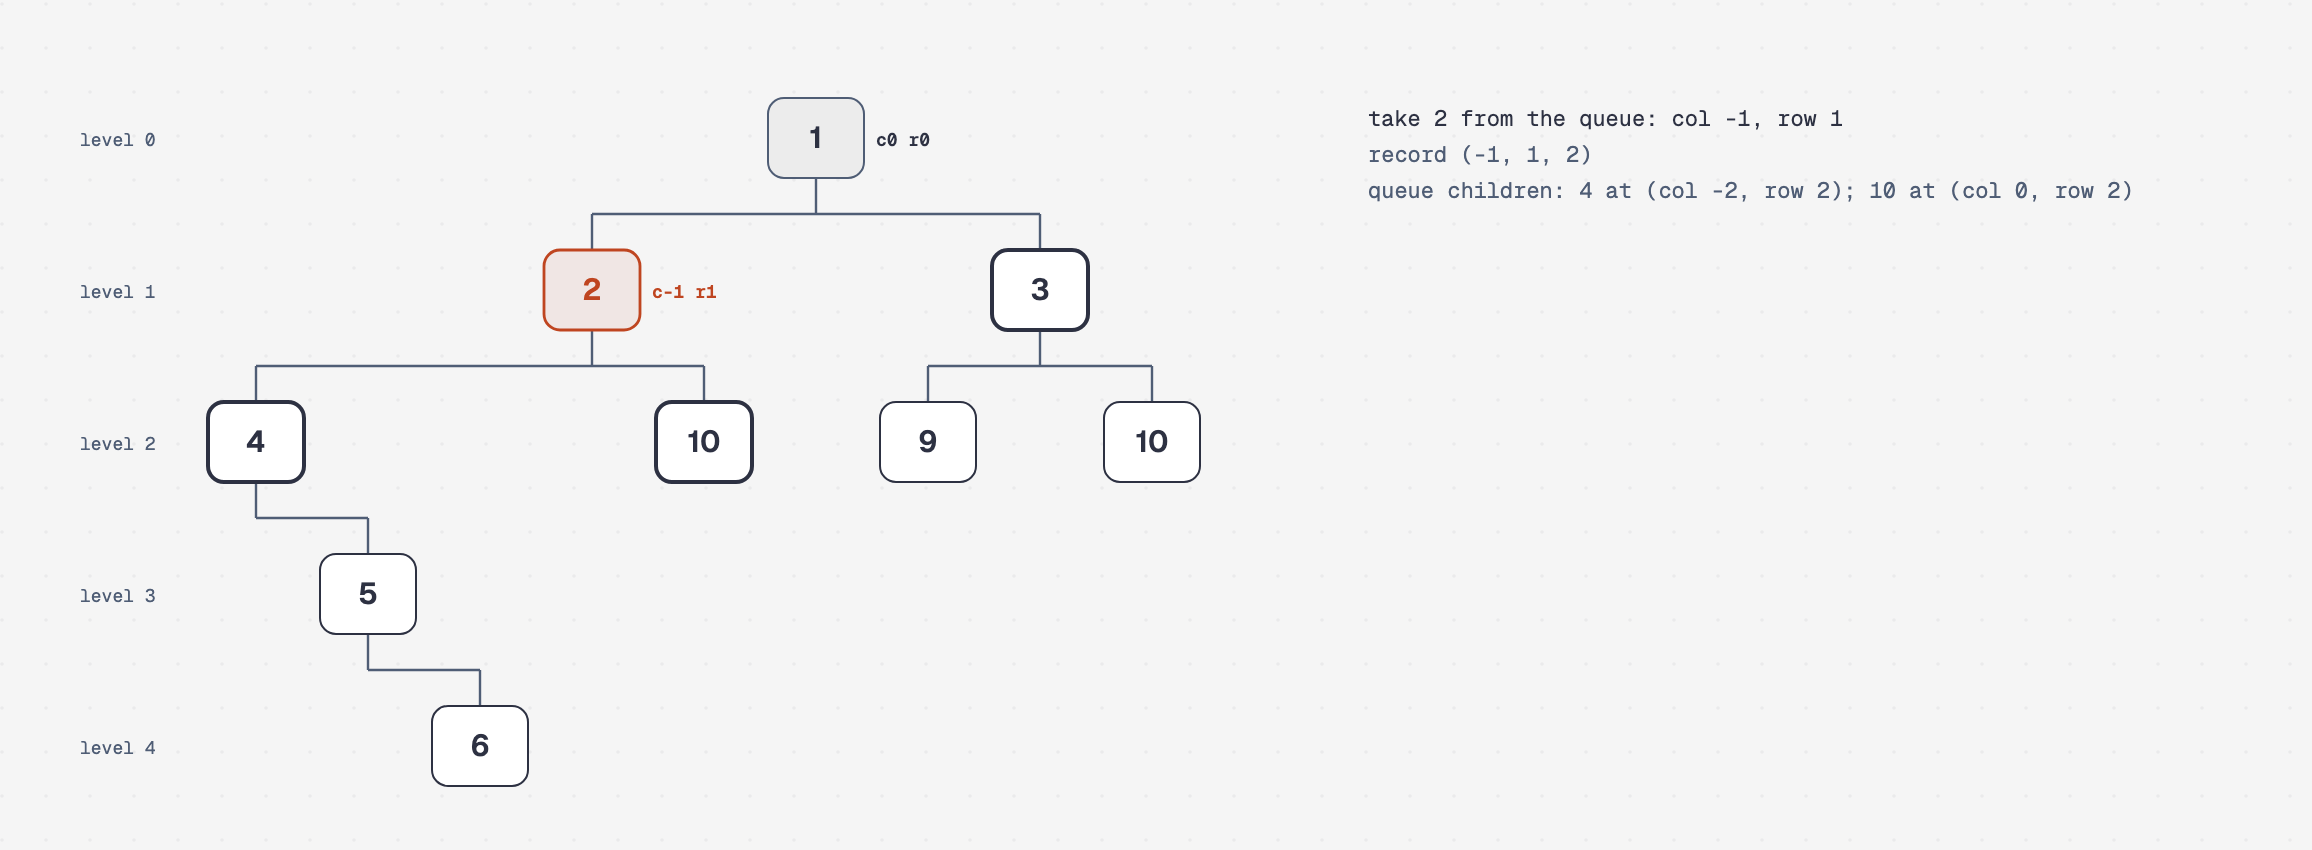 level 0
1
c0 r0
take 2 from the queue: col -1, row 1
record (-1, 1, 2)
queue children: 4 at (col -2, row 2); 10 at (col 0, row 2)
level 1
2
c-1 r1
3
level 2
4
10
9
10
level 3
5
level 4
6